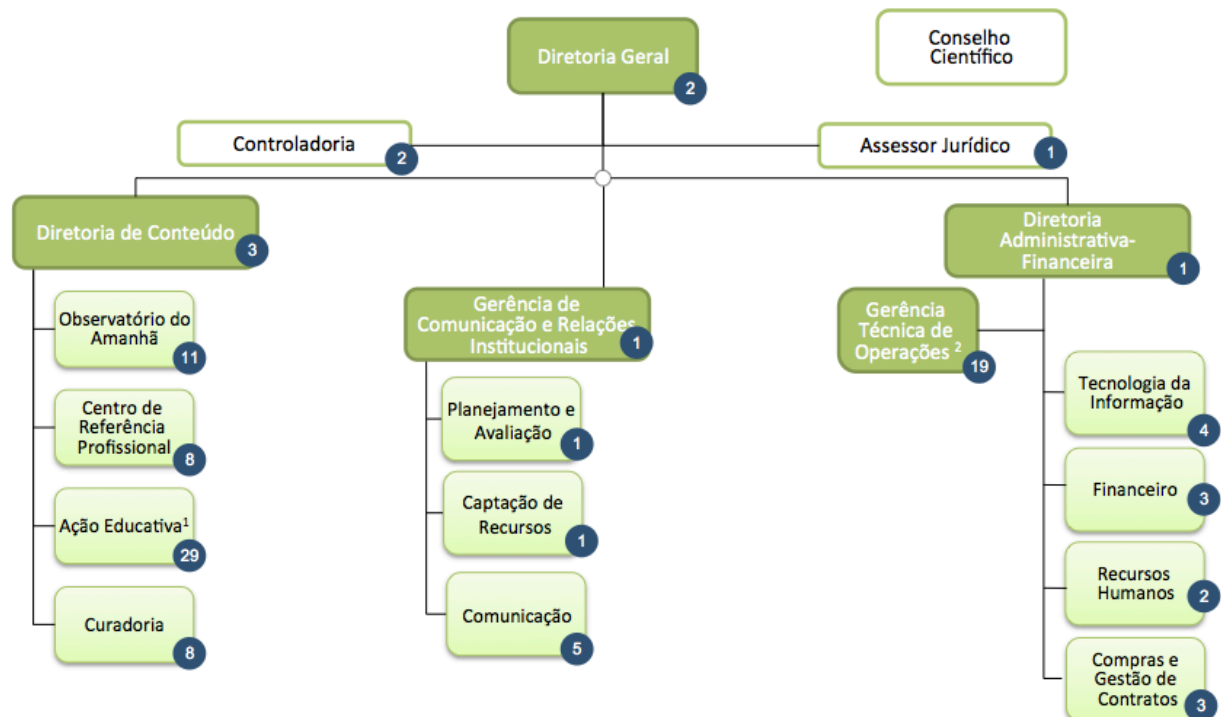 Diretoria Geral
2
Conselho
Científico
Controladoria
2
Assessor Jurídico
1
Diretoria de Conteúdo
3
Observatório do
Amanhã
11
Centro de
Referência
Profissional
8
Ação Educativa¹
29
Curadoria
8
Gerência de
Comunicação e Relações
Institucionais
1
Planejamento e
Avaliação
1
Captação de
Recursos
1
Comunicação
5
Diretoria
Administrativa-
Financeira
1
Gerência
Técnica de
Operações ²
19
Tecnologia da
Informação
4
Financeiro
3
Recursos
Humanos
2
Compras e
Gestão de
Contratos
3